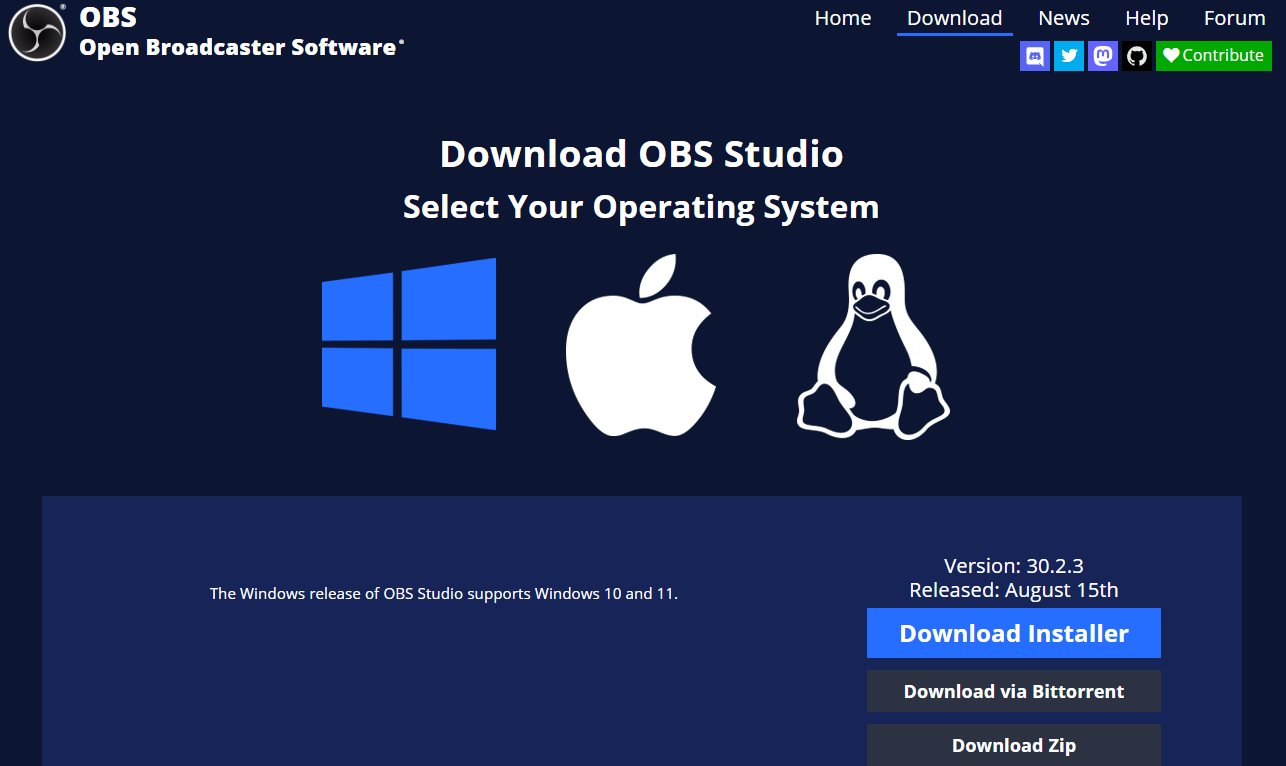 OBS
Open Broadcaster Software
Home Download News Help Forum
Contribute
Download OBS Studio
Select Your Operating System
The Windows release of OBS Studio supports Windows 10 and 11.
Version: 30.2.3
Released: August 15th
Download Installer
Download via Bittorrent
Download Zip